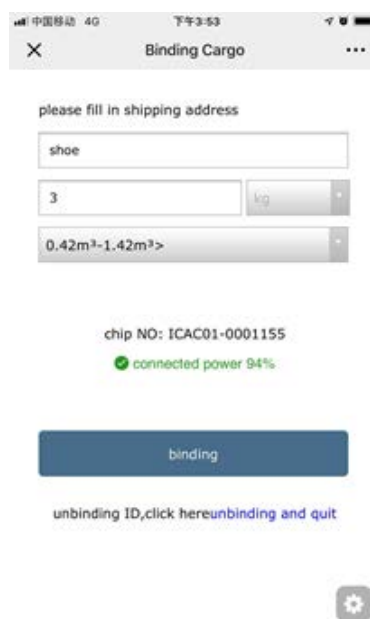 中国移动 4G 下午3:53
Binding Cargo
please fill in shipping address
shoe
3 kg
0.42m³-1.42m³>
chip NO: ICAC01-0001155
connected power 94%
binding
unbinding ID,click hereunbinding and quit